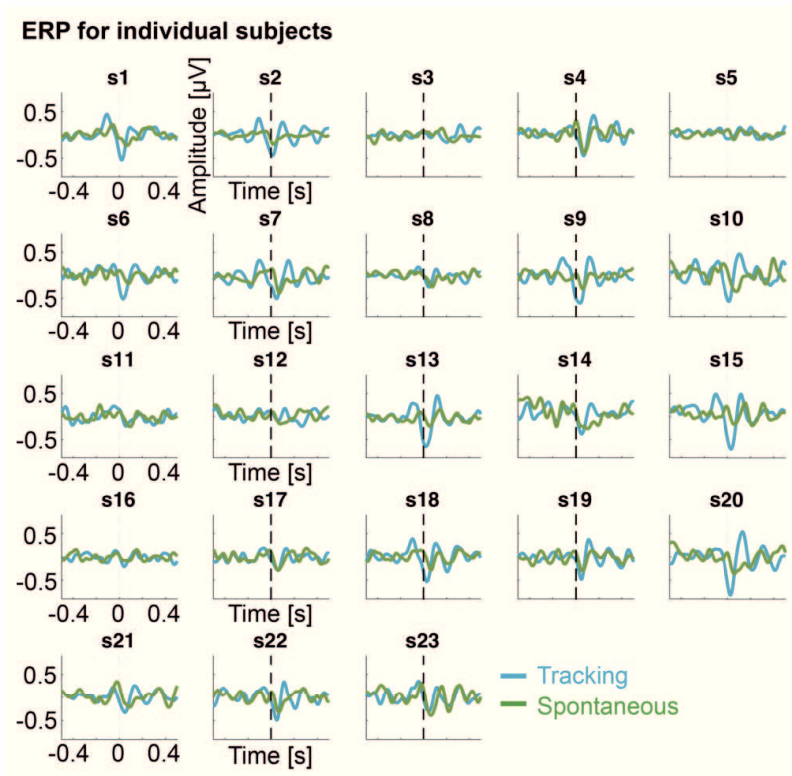 ERP for individual subjects
s1 s2 s3 s4 s5
0.5
-0.5
Amplitude [µV]
-0.4 0 0.4 Time [s]
s6 s7 s8 s9 s10
0.5
-0.5
-0.4 0 0.4 Time [s]
s11 s12 s13 s14 s15
0.5
-0.5
-0.4 0 0.4 Time [s]
s16 s17 s18 s19 s20
0.5
-0.5
-0.4 0 0.4 Time [s]
s21 s22 s23
0.5
-0.5
-0.4 0 0.4 Time [s]
Tracking
Spontaneous